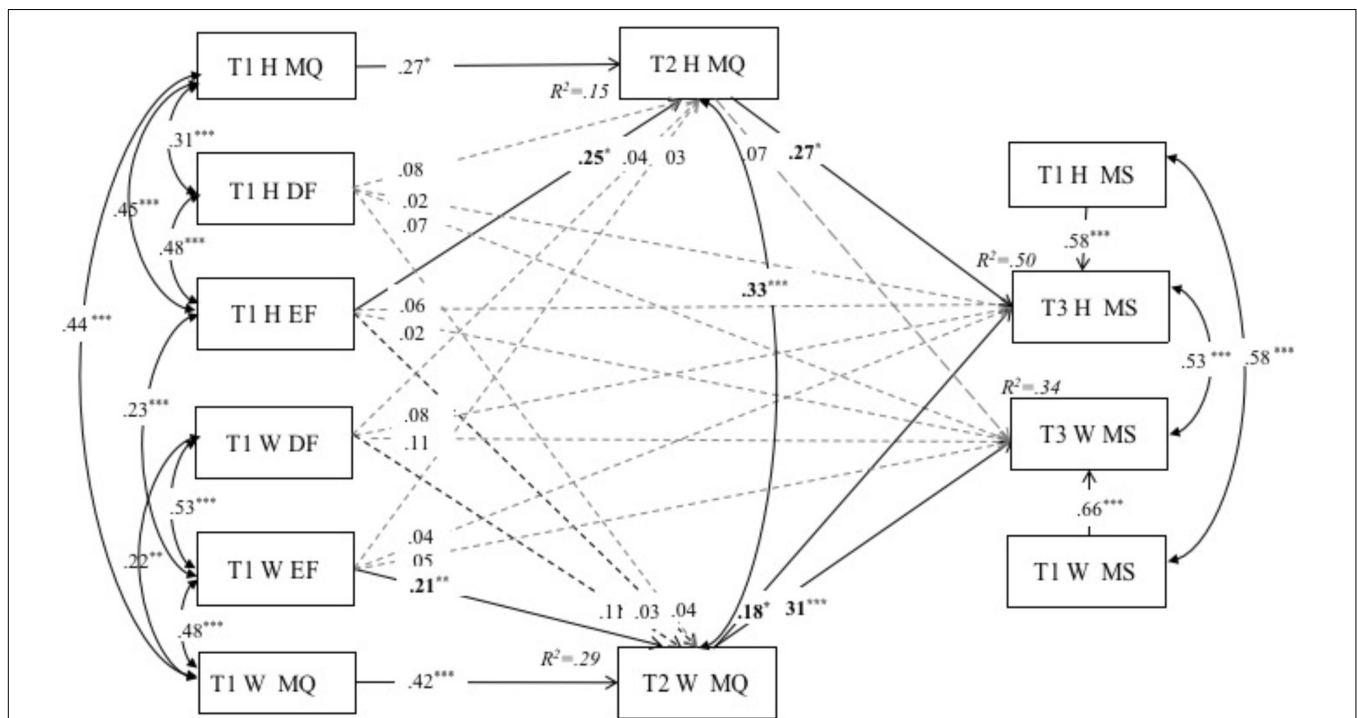 T1 H MQ
.27*
T2 H MQ
R²=.15
.31***
T1 H DF
.08
.02
.07
.25*
.04
.03
.07
.27*
T1 H MS
.45***
.48***
.58***
R²=.50
T1 H EF
.06
.02
.33***
T3 H MS
.44***
.53***
.58***
.23***
T1 W DF
.08
.11
R²=.34
T3 W MS
.53***
.66***
.22**
T1 W EF
.04
.05
.21**
T1 W MS
.11
.03
.04
.18*
31***
.48***
T1 W MQ
.42***
R²=.29
T2 W MQ